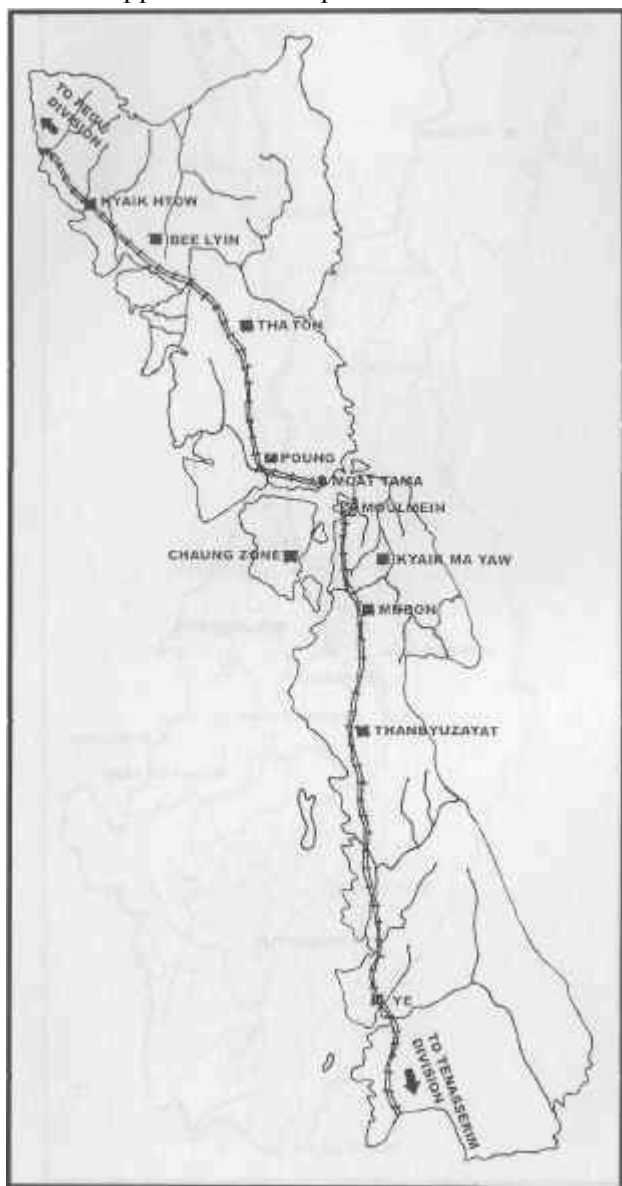 TO PEGU
DIVISION
KYAIK HTOW
BEE LYIN
THA TON
POUNG
MOAT TAMA
MOULMEIN
CHAUNG ZONE
KYAIK MA YAW
THANBYUZAYAT
YE
TO TENASSERIM
DIVISION